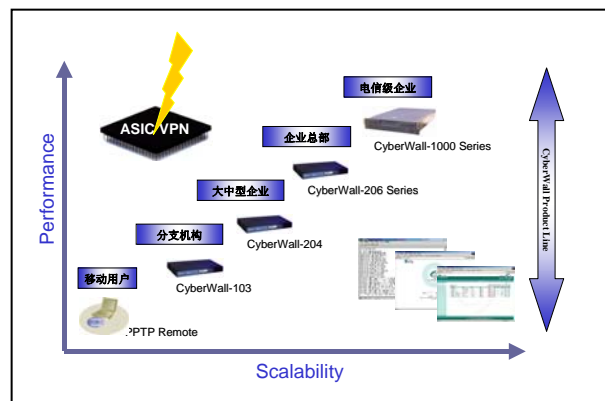 电信级企业
ASIC VPN
CyberWall-1000 Series
企业总部
CyberWall-206 Series
大中型企业
CyberWall-204
分支机构
CyberWall-103
移动用户
PPTP Remote
Performance
Scalability
CyberWall Product Line